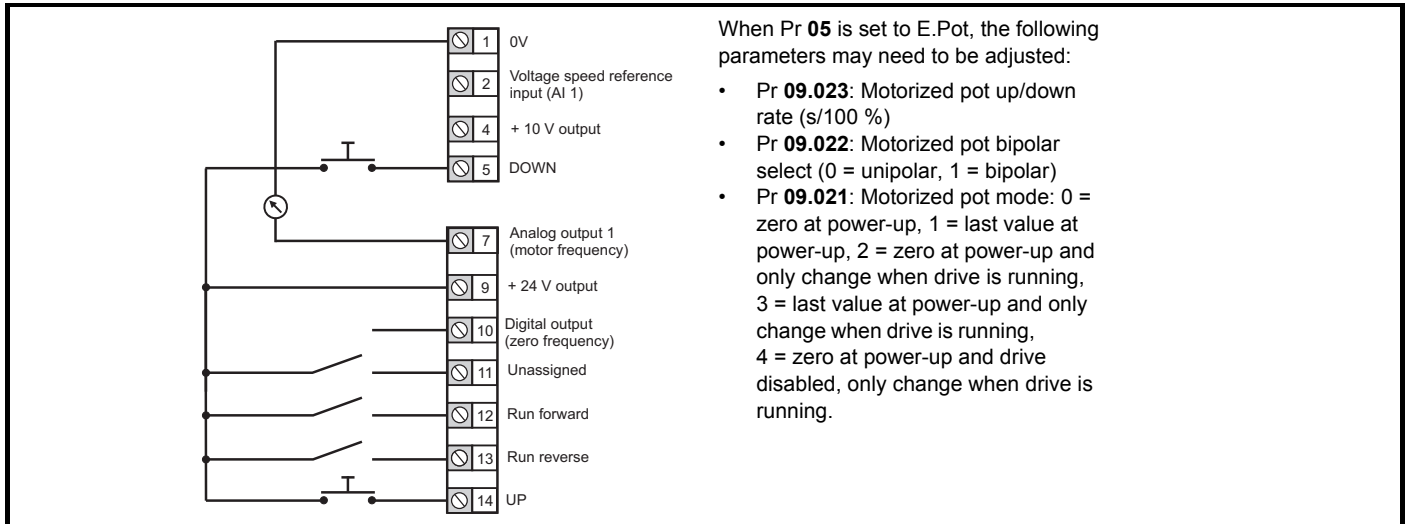 1 0V
2 Voltage speed reference
input (AI 1)
4 + 10 V output
5 DOWN
7 Analog output 1
(motor frequency)
9 + 24 V output
10 Digital output
(zero frequency)
11 Unassigned
12 Run forward
13 Run reverse
14 UP
When Pr 05 is set to E.Pot, the following
parameters may need to be adjusted:
• Pr 09.023: Motorized pot up/down
rate (s/100 %)
• Pr 09.022: Motorized pot bipolar
select (0 = unipolar, 1 = bipolar)
• Pr 09.021: Motorized pot mode: 0 =
zero at power-up, 1 = last value at
power-up, 2 = zero at power-up and
only change when drive is running,
3 = last value at power-up and only
change when drive is running,
4 = zero at power-up and drive
disabled, only change when drive is
running.